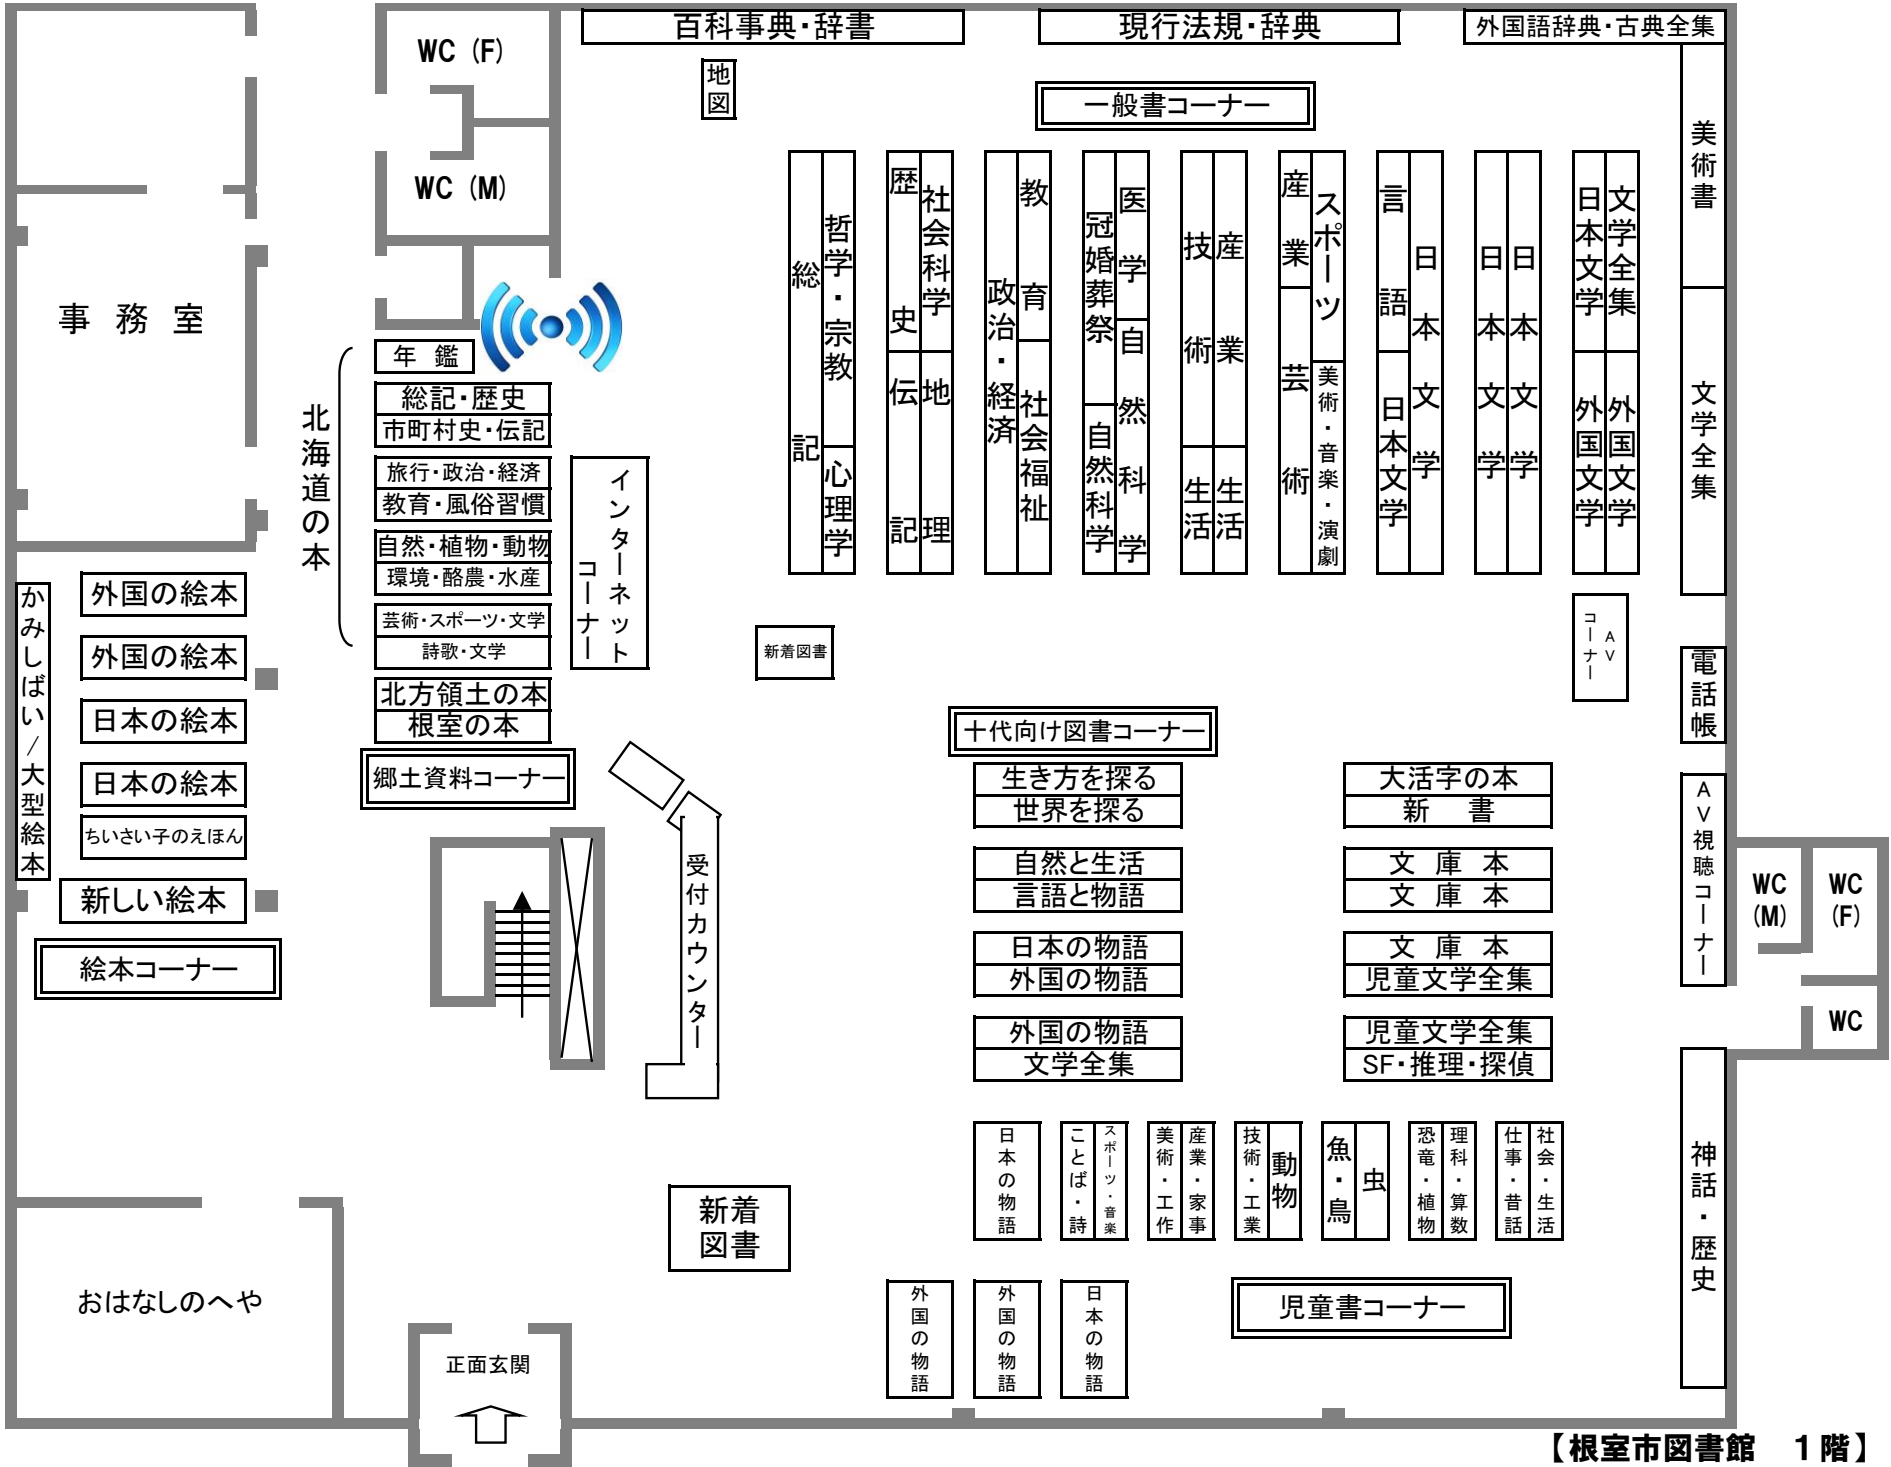 WC (F)
WC (M)
百科事典・辞書
現行法規・辞典
外国語辞典・古典全集
地図
一般書コーナー
美術書
文学全集
総記
哲学・宗教
心理学
歴史
伝記
社会科学
地理
政治・経済
教育
社会福祉
冠婚葬祭
自然科学
医学
自然科学
技術
生活
産業
生活
産業
芸術
スポーツ
美術・音楽・演劇
言語
日本文学
日本文学
日本文学
日本文学
日本文学
外国文学
文学全集
外国文学
事務室
北海道の本
年鑑
総記・歴史
市町村史・伝記
旅行・政治・経済
教育・風俗習慣
自然・植物・動物
環境・酪農・水産
芸術・スポーツ・文学
詩歌・文学
北方領土の本
根室の本
郷土資料コーナー
インターネット
コーナー
新着図書
AV
コーナー
電話帳
AV視聴コーナー
WC
(M)
WC
(F)
WC
かみしばい/大型絵本
外国の絵本
外国の絵本
日本の絵本
日本の絵本
ちいさい子のえほん
新しい絵本
絵本コーナー
受付カウンター
十代向け図書コーナー
生き方を探る
世界を探る
自然と生活
言語と物語
日本の物語
外国の物語
外国の物語
文学全集
大活字の本
新書
文庫本
文庫本
文庫本
児童文学全集
児童文学全集
SF・推理・探偵
日本の物語
ことば・詩
スポーツ・音楽
美術・工作
産業・家事
技術・工業
動物
魚・鳥
虫
恐竜・植物
理科・算数
仕事・昔話
社会・生活
神話・歴史
新着
図書
外国の物語
外国の物語
日本の物語
児童書コーナー
おはなしのへや
正面玄関
【根室市図書館　1階】